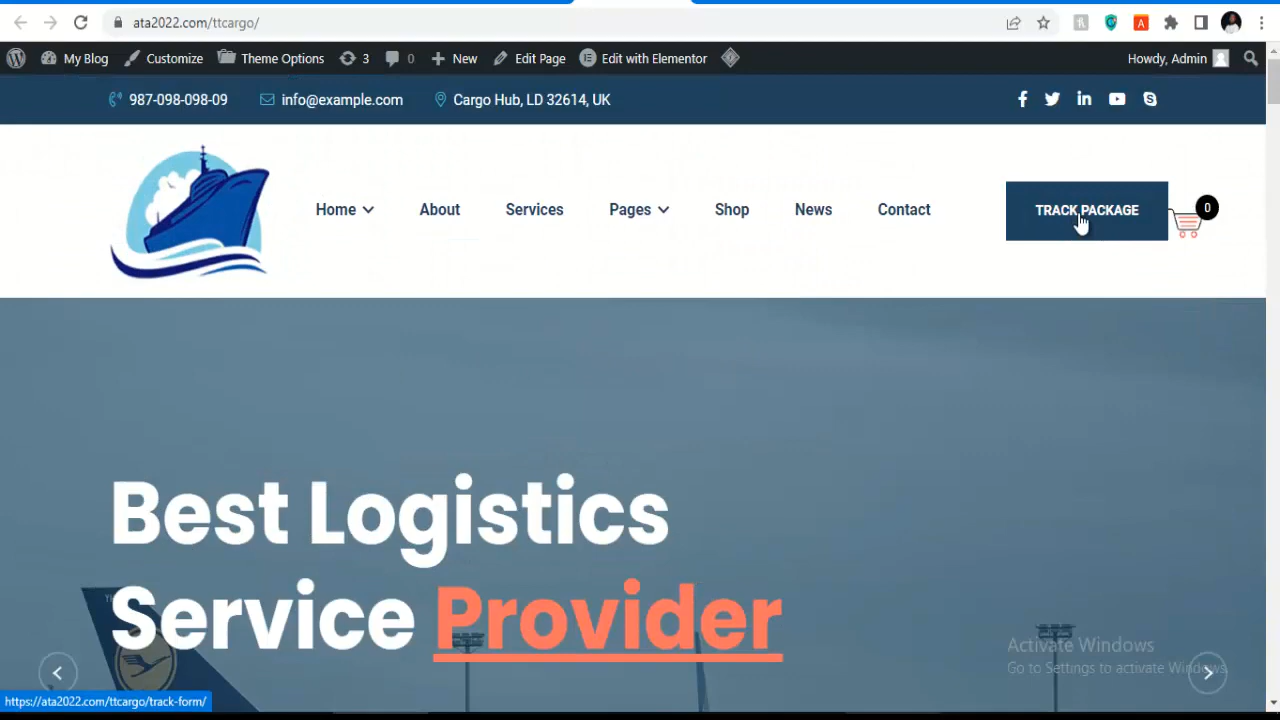 ata2022.com/ttcargo/
My Blog Customize Theme Options 3 0 New Edit Page Edit with Elementor Howdy, Admin
987-098-098-09 info@example.com Cargo Hub, LD 32614, UK
Home About Services Pages Shop News Contact TRACK PACKAGE 0
Best Logistics
Service Provider
Activate Windows
Go to Settings to activate Windows.
https://ata2022.com/ttcargo/track-form/